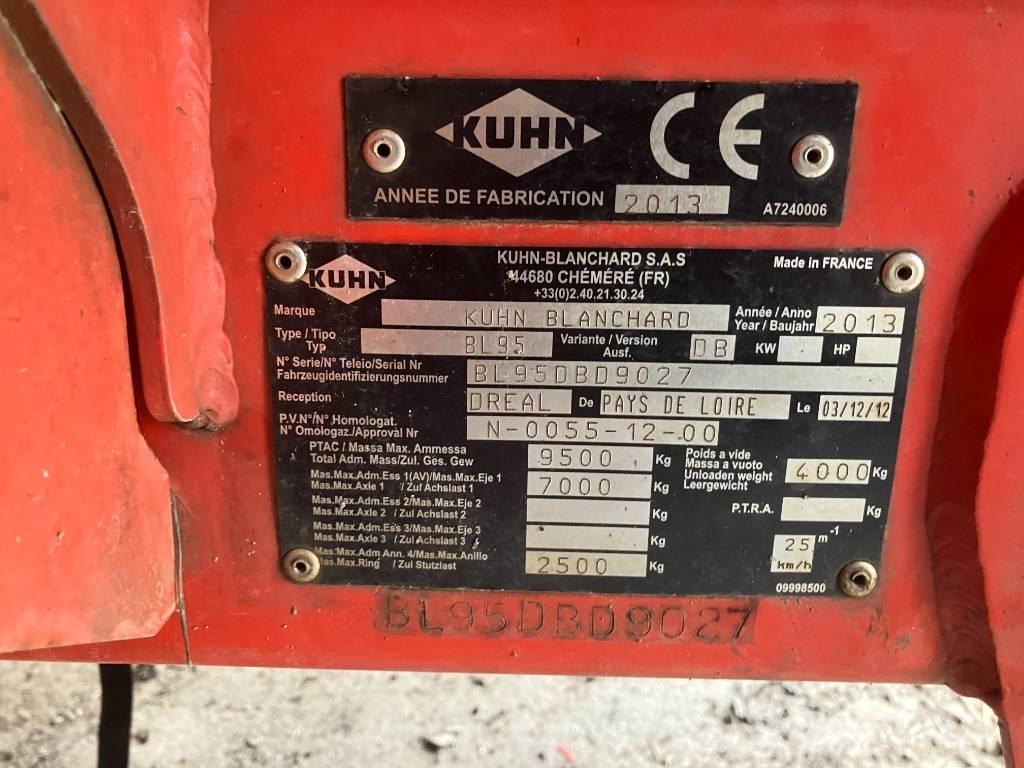 KUHN CE
ANNEE DE FABRICATION 2013 A7240006
KUHN
KUHN-BLANCHARD S.A.S
44680 CHÉMÉRÉ (FR)
+33(0)2.40.21.30.24
Made in FRANCE
Marque KUHN BLANCHARD Année / Anno
Year / Baujahr 2013
Type / Tipo
Typ BL95 Variante / Version
Ausf. DB KW HP
N° Serie/N° Teleio/Serial Nr
Fahrzeugidentifizierungsnummer BL95DBD9027
Reception DREAL De PAYS DE LOIRE Le 03/12/12
P.V.N°/N°. Homologat.
N° Omologaz./Approval Nr N-0055-12-00
PTAC / Massa Max. Ammessa
Total Adm. Mass/Zul. Ges. Gew 9500 Kg
Poids a vide
Massa a vuoto
Unloaden weight
Leergewicht 4000 Kg
Mas.Max.Adm.Ess 1(AV)/Mas.Max.Eje 1
Mas.Max.Axle 1 / Zul Achslast 1 7000 Kg
Mas.Max.Adm.Ess 2/Mas.Max.Eje 2
Mas.Max.Axle 2 / Zul Achslast 2 Kg
P.T.R.A. Kg
Mas.Max.Adm.Ess 3/Mas.Max.Eje 3
Mas.Max.Axle 3 / Zul Achslast 3 Kg
Mas.Max.Adm Ann. 4/Mas.Max.Anillo
Mas.Max.Ring / Zul Stutzlast 2500 Kg
25 m-1
km/h
09998500
BL95DBD9027